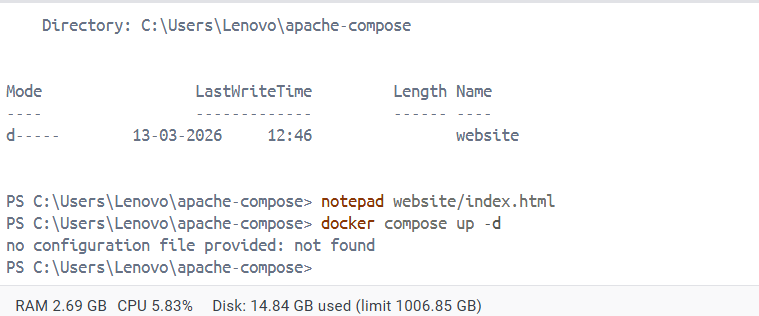 Directory: C:\Users\Lenovo\apache-compose
Mode LastWriteTime Length Name
---- ------------- ------ ----
d----- 13-03-2026 12:46 website
PS C:\Users\Lenovo\apache-compose> notepad website/index.html
PS C:\Users\Lenovo\apache-compose> docker compose up -d
no configuration file provided: not found
PS C:\Users\Lenovo\apache-compose>
RAM 2.69 GB CPU 5.83% Disk: 14.84 GB used (limit 1006.85 GB)